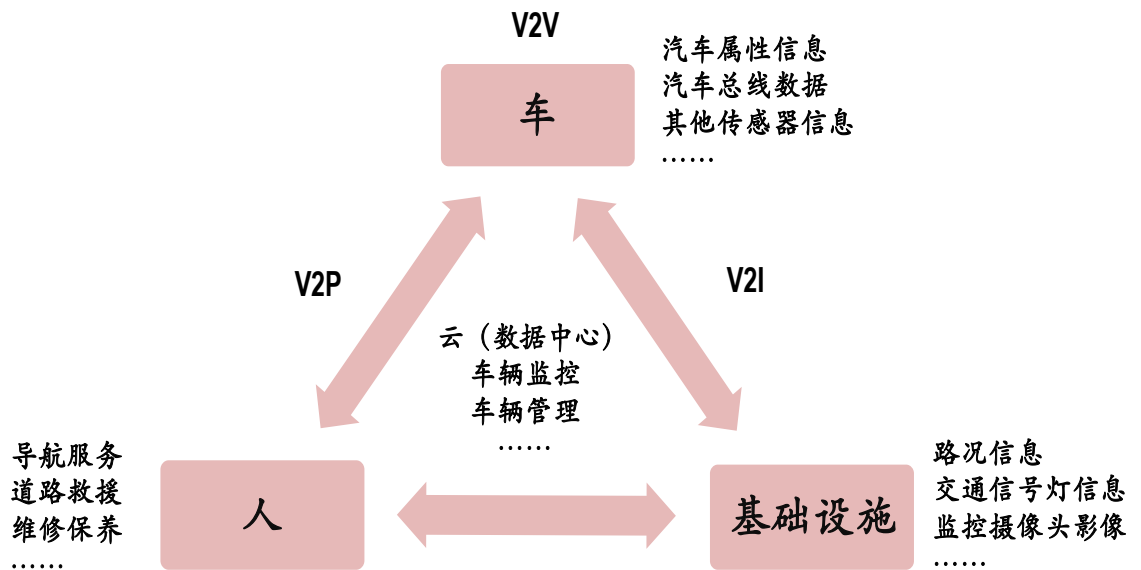 V2V
车
汽车属性信息
汽车总线数据
其他传感器信息
……
V2P
V2I
云（数据中心）
车辆监控
车辆管理
……
导航服务
道路救援
维修保养
……
人
基础设施
路况信息
交通信号灯信息
监控摄像头影像
……